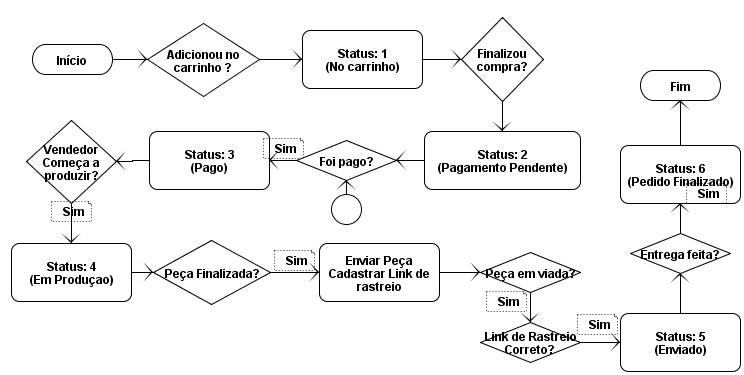 Início
Adicionou no
carrinho ?
Status: 1
(No carrinho)
Finalizou
compra?
Status: 2
(Pagamento Pendente)
Foi pago?
Sim
Status: 3
(Pago)
Vendedor
Começa a
produzir?
Sim
Status: 4
(Em Produçao)
Peça Finalizada?
Sim
Enviar Peça
Cadastrar Link de
rastreio
Peça em viada?
Sim
Link de Rastreio
Correto?
Sim
Status: 5
(Enviado)
Entrega feita?
Sim
Status: 6
(Pedido Finalizado)
Fim